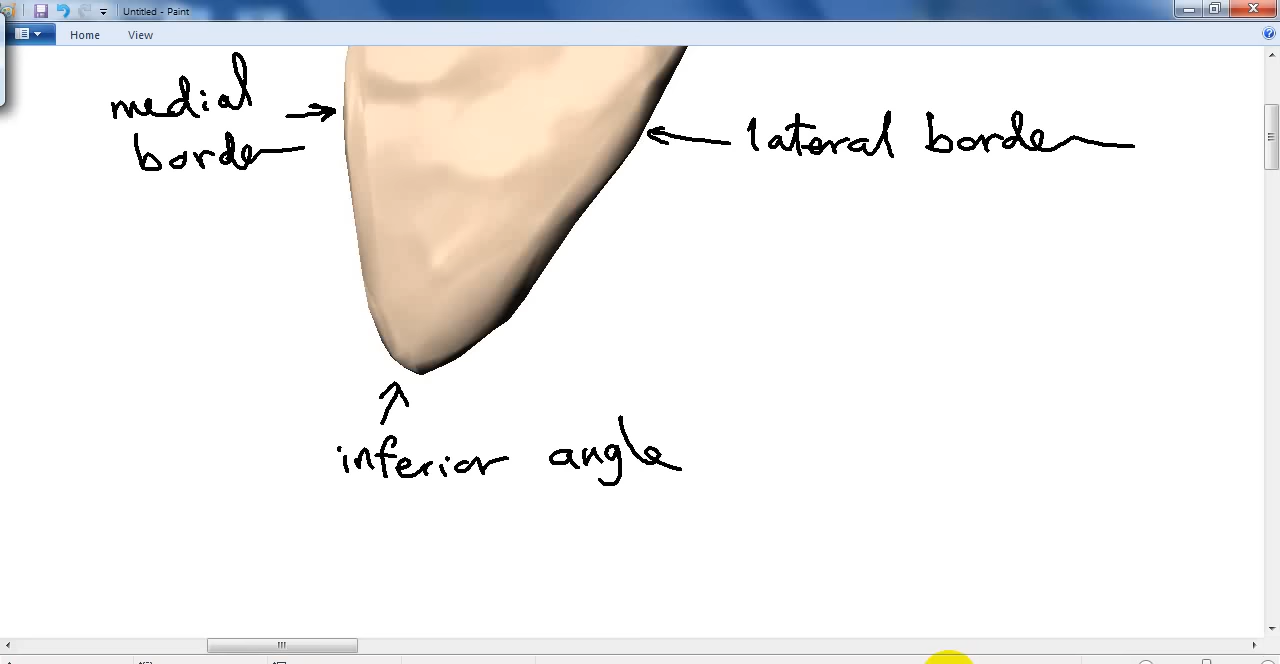 Untitled - Paint
Home View
medial
border
lateral border
inferior angle